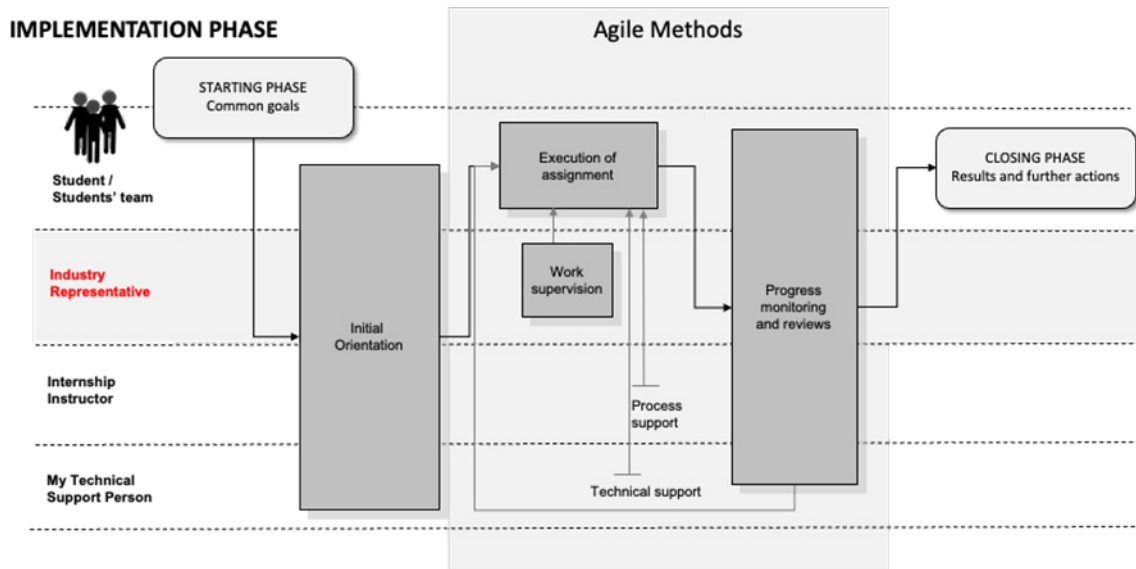 IMPLEMENTATION PHASE
Agile Methods
STARTING PHASE
Common goals
Student /
Students' team
Execution of
assignment
CLOSING PHASE
Results and further actions
Industry
Representative
Work
supervision
Progress
monitoring
and reviews
Initial
Orientation
Internship
Instructor
Process
support
My Technical
Support Person
Technical support